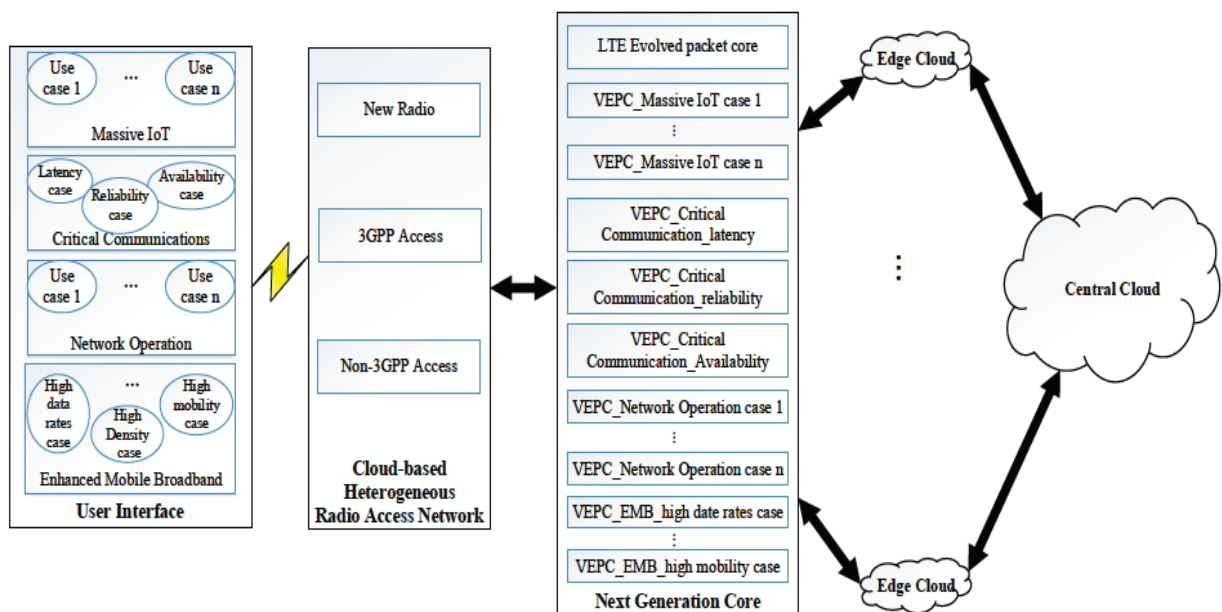 Use
case 1
...
Use
case n
Massive IoT
Latency
case
Reliability
case
Availability
case
Critical Communications
Use
case 1
...
Use
case n
Network Operation
High
data
rates
case
...
High
Density
case
High
mobility
case
Enhanced Mobile Broadband
User Interface
New Radio
3GPP Access
Non-3GPP Access
Cloud-based
Heterogeneous
Radio Access Network
LTE Evolved packet core
VEPC_Massive IoT case 1
...
VEPC_Massive IoT case n
VEPC_Critical
Communication_latency
VEPC_Critical
Communication_reliability
VEPC_Critical
Communication_Availability
VEPC_Network Operation case 1
...
VEPC_Network Operation case n
VEPC_EMB_high date rates case
...
VEPC_EMB_high mobility case
Next Generation Core
Edge Cloud
...
Edge Cloud
Central Cloud